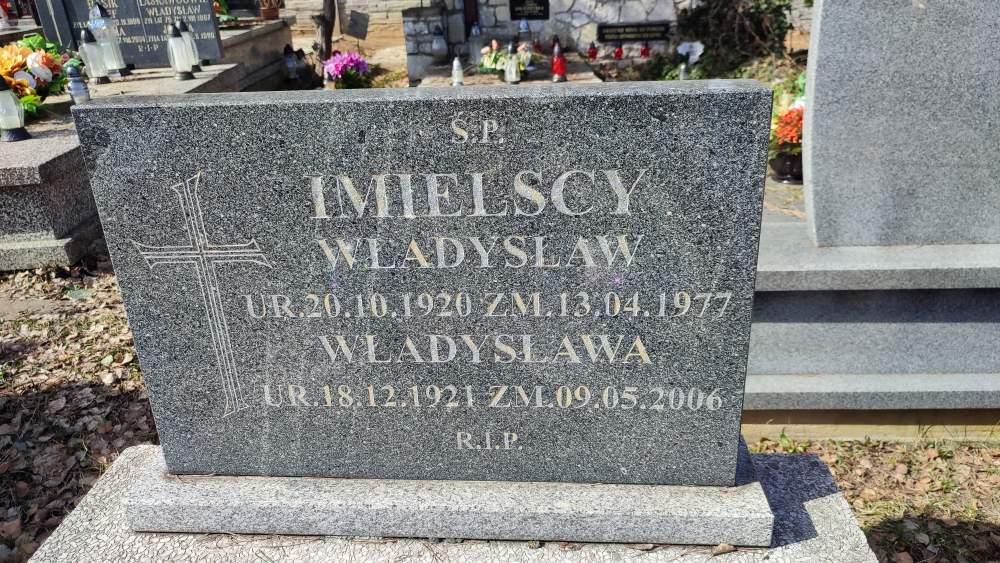 S.P.
IMIELSCY
WŁADYSŁAW
UR.20.10.1920 ZM.13.04.1977
WŁADYSŁAWA
UR.18.12.1921 ZM.09.05.2006
R.I.P.
WŁADYSŁAW
R.I.P